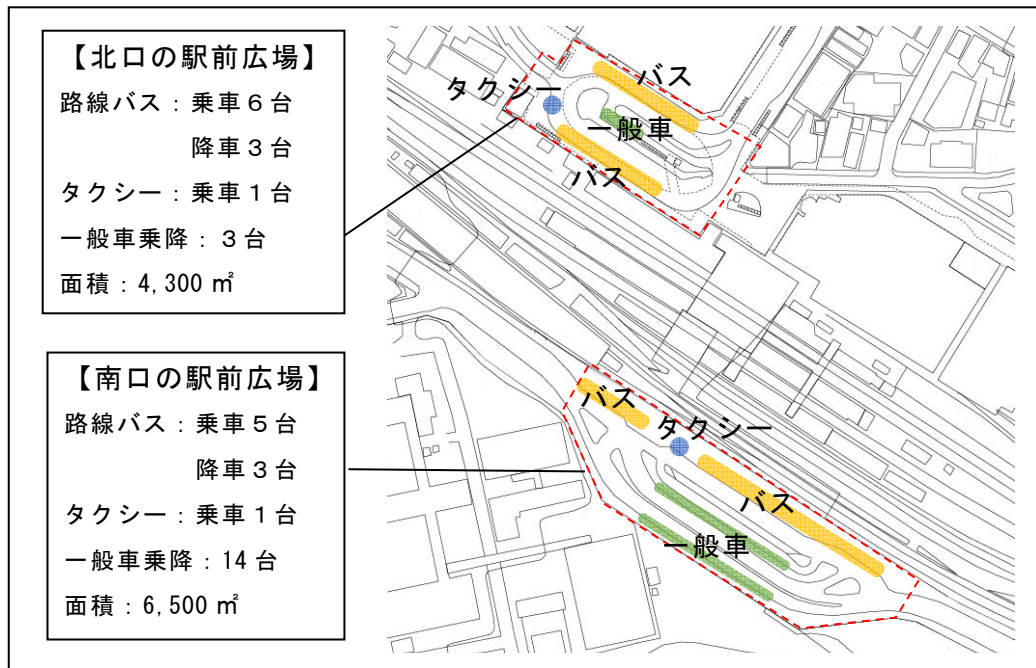 【北口の駅前広場】
路線バス：乗車６台
降車３台
タクシー：乗車１台
一般車乗降：３台
面積：4,300 ㎡
バス
タクシー
一般車
バス
【南口の駅前広場】
路線バス：乗車５台
降車３台
タクシー：乗車１台
一般車乗降：14 台
面積：6,500 ㎡
バス
タクシー
バス
一般車